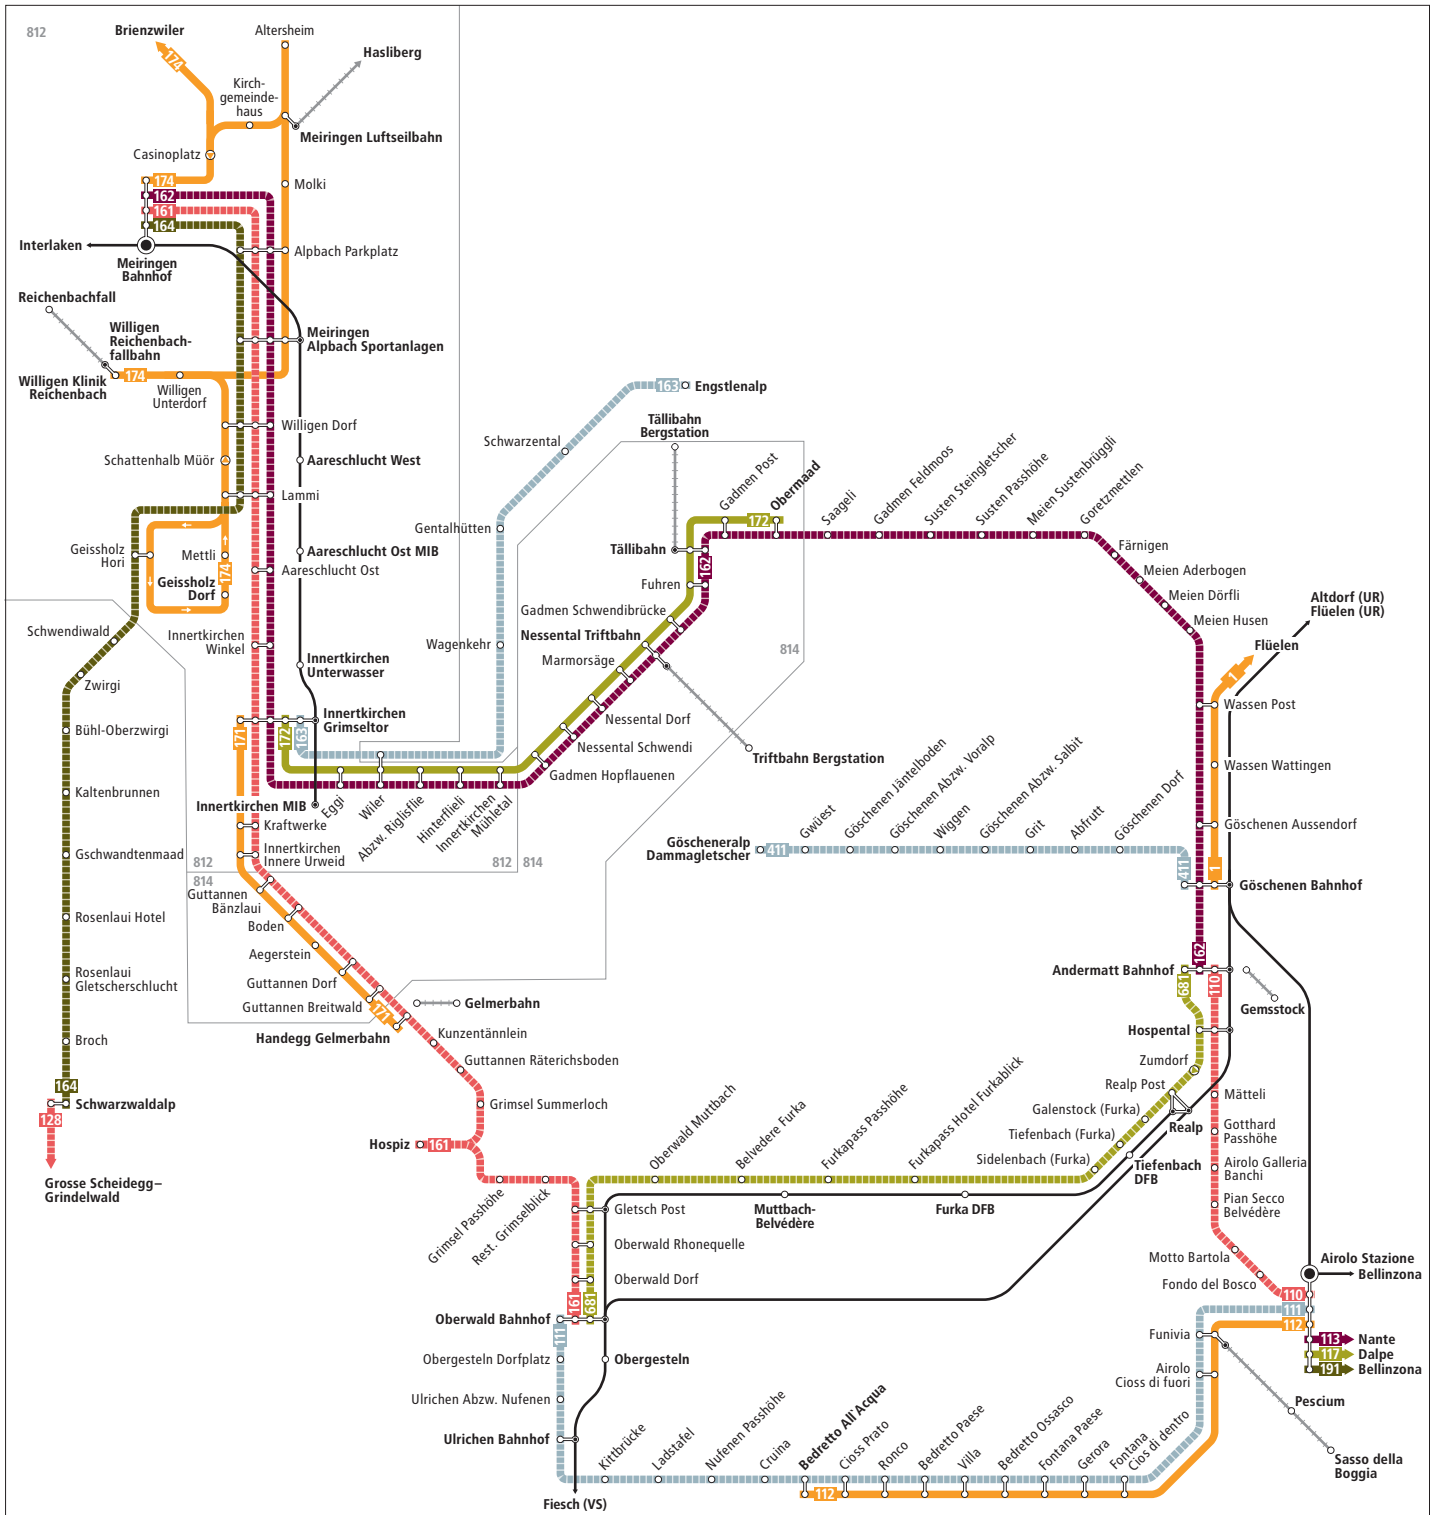 812
Brienzwiler
Altersheim
174
Hasliberg
Kirch-
gemeinde-
haus
Meiringen Luftseilbahn
Casinoplatz
174
162
161
164
Molki
Interlaken
Meiringen
Bahnhof
Alpbach Parkplatz
Reichenbachfall
Willigen
Reichenbach-
fallbahn
Meiringen
Alpbach Sportanlagen
Willigen Klinik
Reichenbach
174
Willigen
Unterdorf
163
Engstlenalp
Willigen Dorf
Schwarzental
Tällibahn
Bergstation
Schattenhalb Müör
Aareschlucht West
Lammi
Gentalhütten
Gadmen Post
Obermaad
172
Saageli
Gadmen Feldmoos
Susten Steingletscher
Susten Passhöhe
Meien Sustenbrüggli
Goretzmettlen
Geissholz
Hori
Mettli
174
Geissholz
Dorf
Aareschlucht Ost MIB
Aareschlucht Ost
Tällibahn
162
Fuhren
Färnigen
Meien Aderbogen
Meien Dörfli
Meien Husen
Altdorf (UR)
Flüelen (UR)
Flüelen
1
Schwendiwald
Innertkirchen
Winkel
Wagenkehr
Gadmen Schwendibrücke
Nessental Triftbahn
Marmorsäge
814
Zwirgi
Innertkirchen
Unterwasser
Bühl-Oberzwirgi
171
172
163
Innertkirchen
Grimseltor
Nessental Dorf
Nessental Schwendi
Gadmen Hopflauenen
Triftbahn Bergstation
Wassen Post
Wassen Wattingen
Kaltenbrunnen
Innertkirchen MIB
Eggi
Wiler
Abzw. Riglisflie
Hinterflieli
Innertkirchen
Mühletal
Kraftwerke
Gschwandtenmaad
Innertkirchen
Innere Urweid
812
814
812
814
Göscheneralp
Dammagletscher
411
Gwüest
Göschenen Jäntelboden
Göschenen Abzw. Voralp
Wiggen
Göschenen Abzw. Salbit
Grit
Abfrutt
Göschenen Dorf
411
Göschenen Aussendorf
1
Göschenen Bahnhof
Guttannen
Bänzlaui
Boden
Aegerstein
Guttannen Dorf
Guttannen Breitwald
171
Handegg Gelmerbahn
Gelmerbahn
Rosenlaui Hotel
Rosenlaui
Gletscherschlucht
Broch
162
Andermatt Bahnhof
681
110
Gemsstock
Hospental
Kunzentännlein
Guttannen Räterichsboden
Grimsel Summerloch
164
Schwarzwaldalp
128
Grosse Scheidegg–
Grindelwald
Hospiz
161
Zumdorf
Realp Post
Galenstock (Furka)
Tiefenbach (Furka)
Sidelenbach (Furka)
Realp
Tiefenbach
DFB
Mätteli
Gotthard
Passhöhe
Airolo Galleria
Banchi
Pian Secco
Belvédère
Grimsel Passhöhe
Rest. Grimselblick
Oberwald Muttbach
Belvedere Furka
Furkapass Passhöhe
Furkapass Hotel Furkablick
Gletsch Post
Muttbach-
Belvédère
Furka DFB
Oberwald Rhonequelle
Oberwald Dorf
161
681
Oberwald Bahnhof
111
Motto Bartola
Fondo del Bosco
Airolo Stazione
Bellinzona
110
111
112
113
Nante
117
Dalpe
191
Bellinzona
Funivia
Airolo
Cioss di fuori
Pescium
Sasso della
Boggia
Obergesteln Dorfplatz
Obergesteln
Ulrichen Abzw. Nufenen
Ulrichen Bahnhof
Fiesch (VS)
Kittbrücke
Ladstafel
Nufenen Passhöhe
Cruina
Bedretto All`Acqua
112
Cioss Prato
Ronco
Bedretto Paese
Villa
Bedretto Ossasco
Fontana Paese
Gerora
Fontana
Cios di dentro